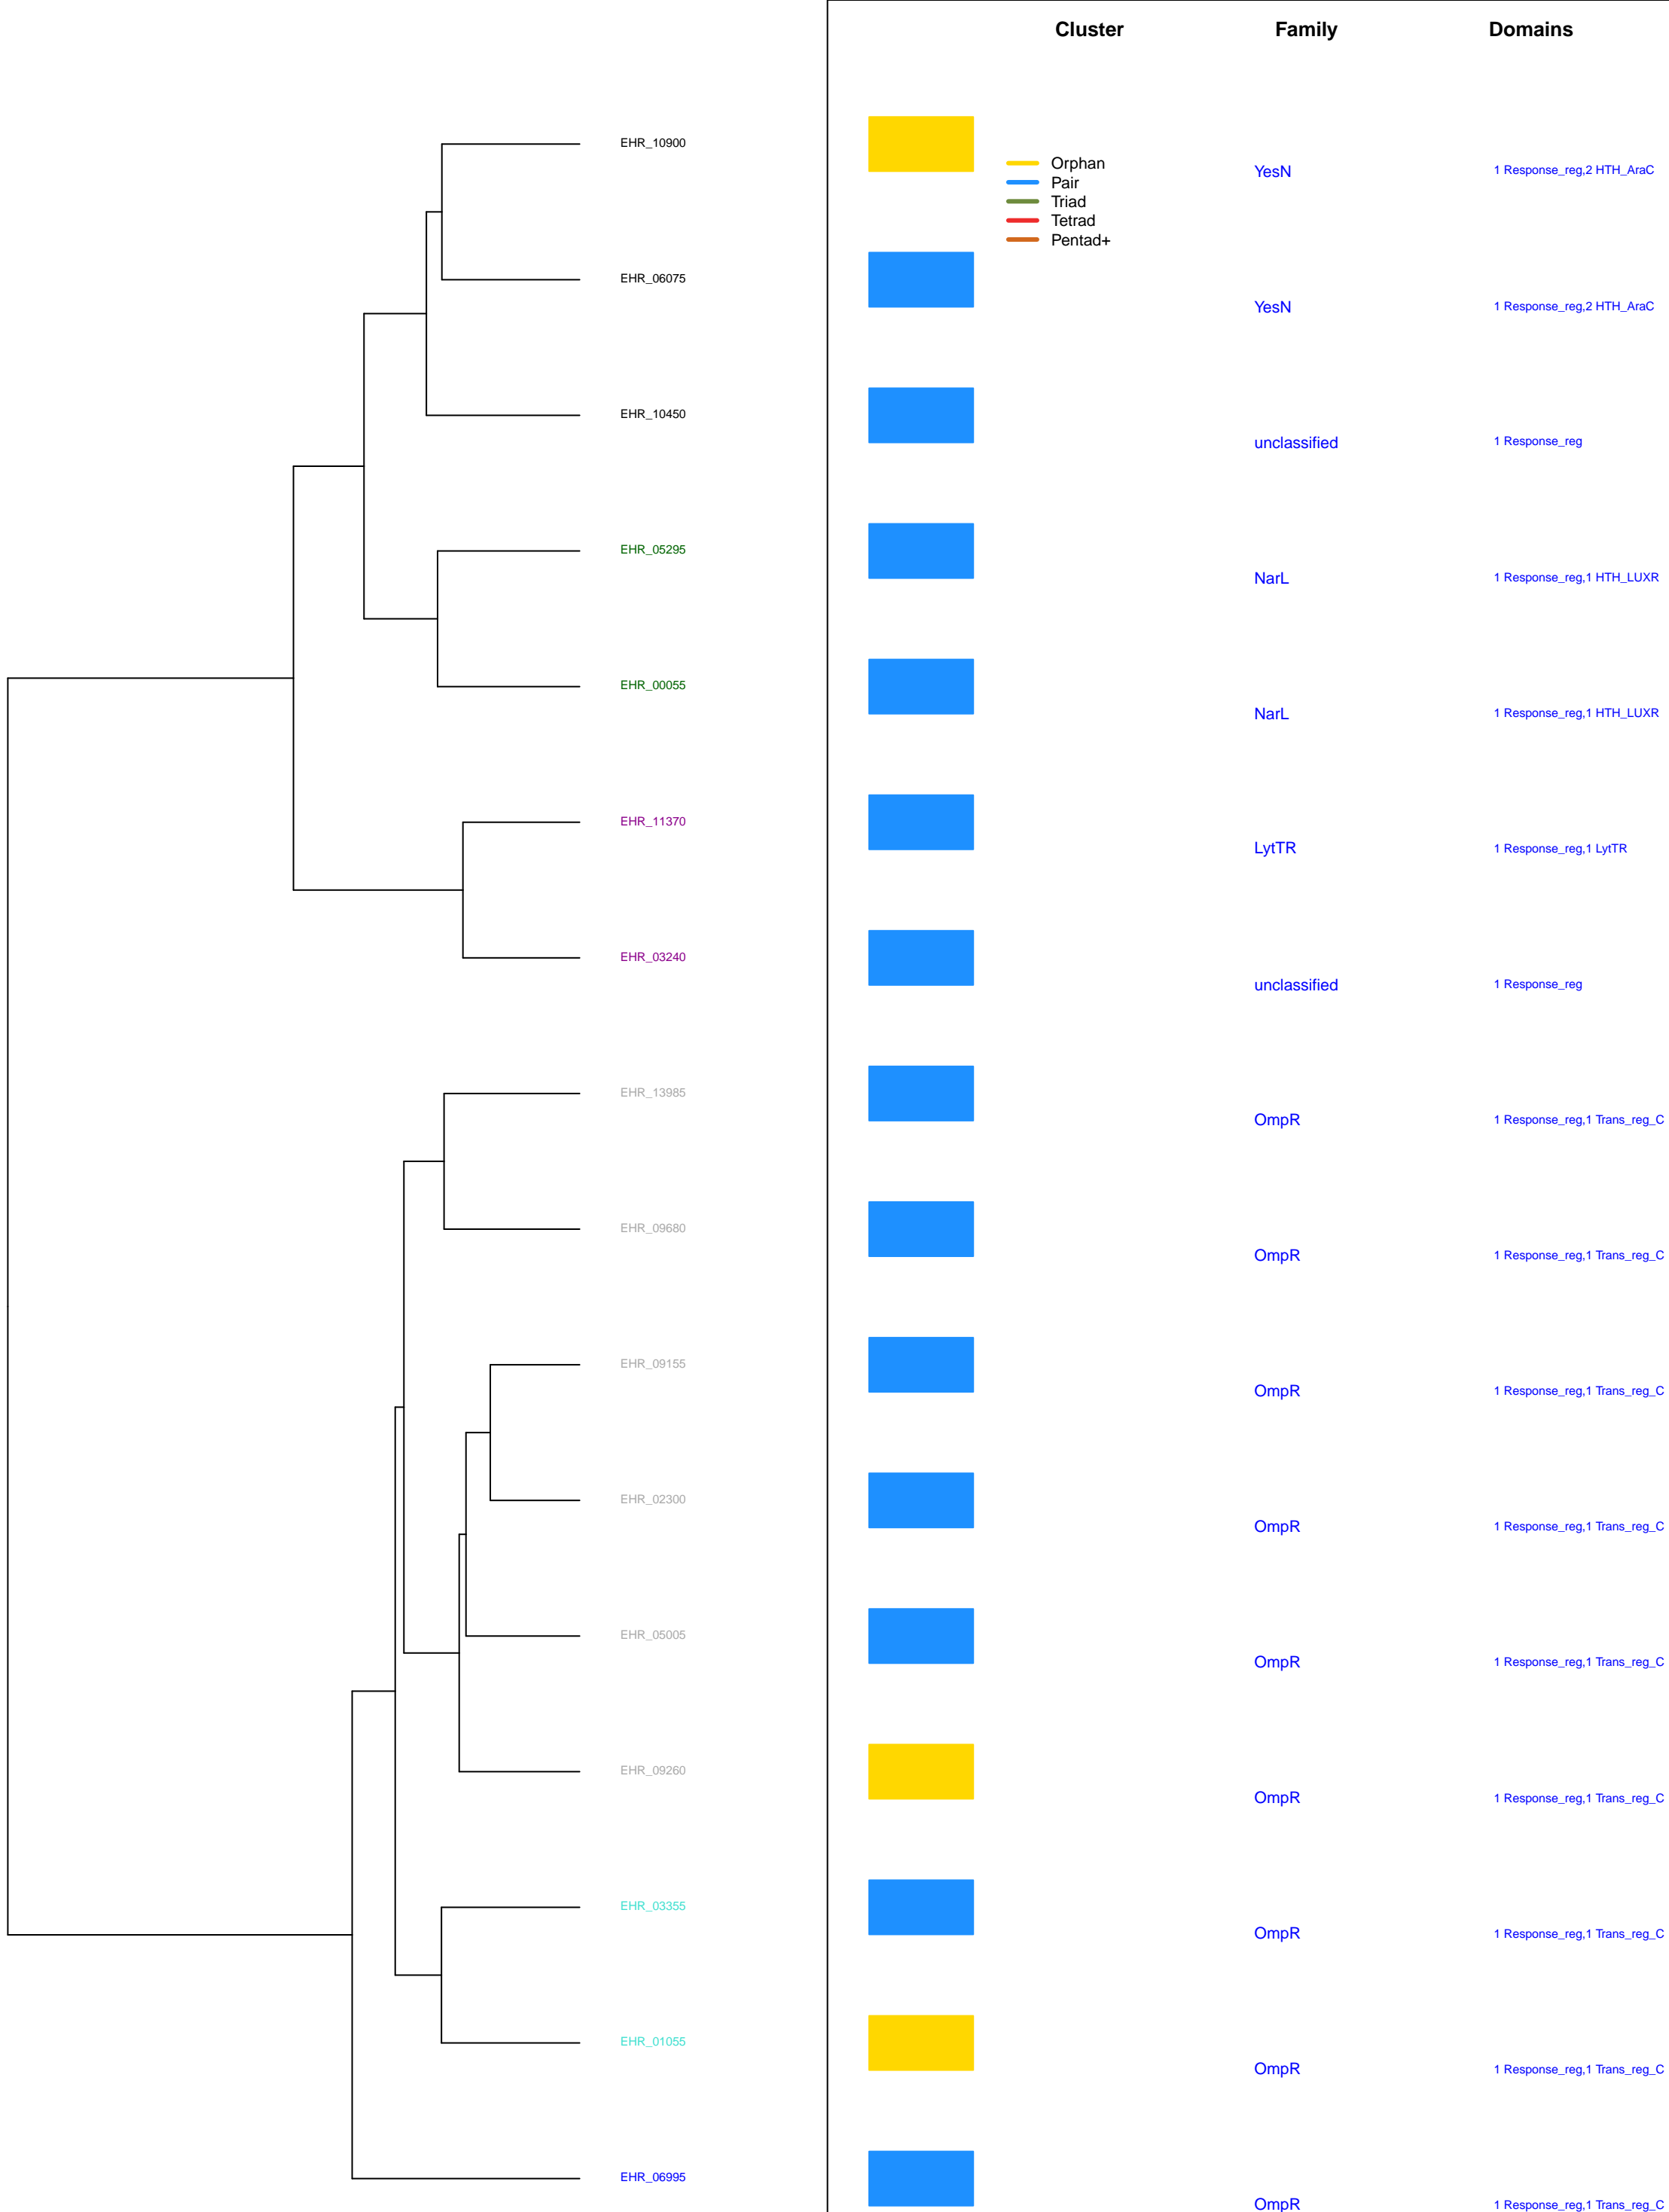 Cluster Family Domains
EHR_10900
Orphan
YesN 1 Response_reg,2 HTH_AraC
Pair
Triad
Tetrad
Pentad+
EHR_06075
YesN 1 Response_reg,2 HTH_AraC
EHR_10450
unclassified 1 Response_reg
EHR_05295
NarL 1 Response_reg,1 HTH_LUXR
EHR_00055
NarL 1 Response_reg,1 HTH_LUXR
EHR_11370
LytTR 1 Response_reg,1 LytTR
EHR_03240
unclassified 1 Response_reg
EHR_13985
OmpR 1 Response_reg,1 Trans_reg_C
EHR_09680
OmpR 1 Response_reg,1 Trans_reg_C
EHR_09155
OmpR 1 Response_reg,1 Trans_reg_C
EHR_02300
OmpR 1 Response_reg,1 Trans_reg_C
EHR_05005
OmpR 1 Response_reg,1 Trans_reg_C
EHR_09260
OmpR 1 Response_reg,1 Trans_reg_C
EHR_03355
OmpR 1 Response_reg,1 Trans_reg_C
EHR_01055
OmpR 1 Response_reg,1 Trans_reg_C
EHR_06995
OmpR 1 Response_reg,1 Trans_reg_C